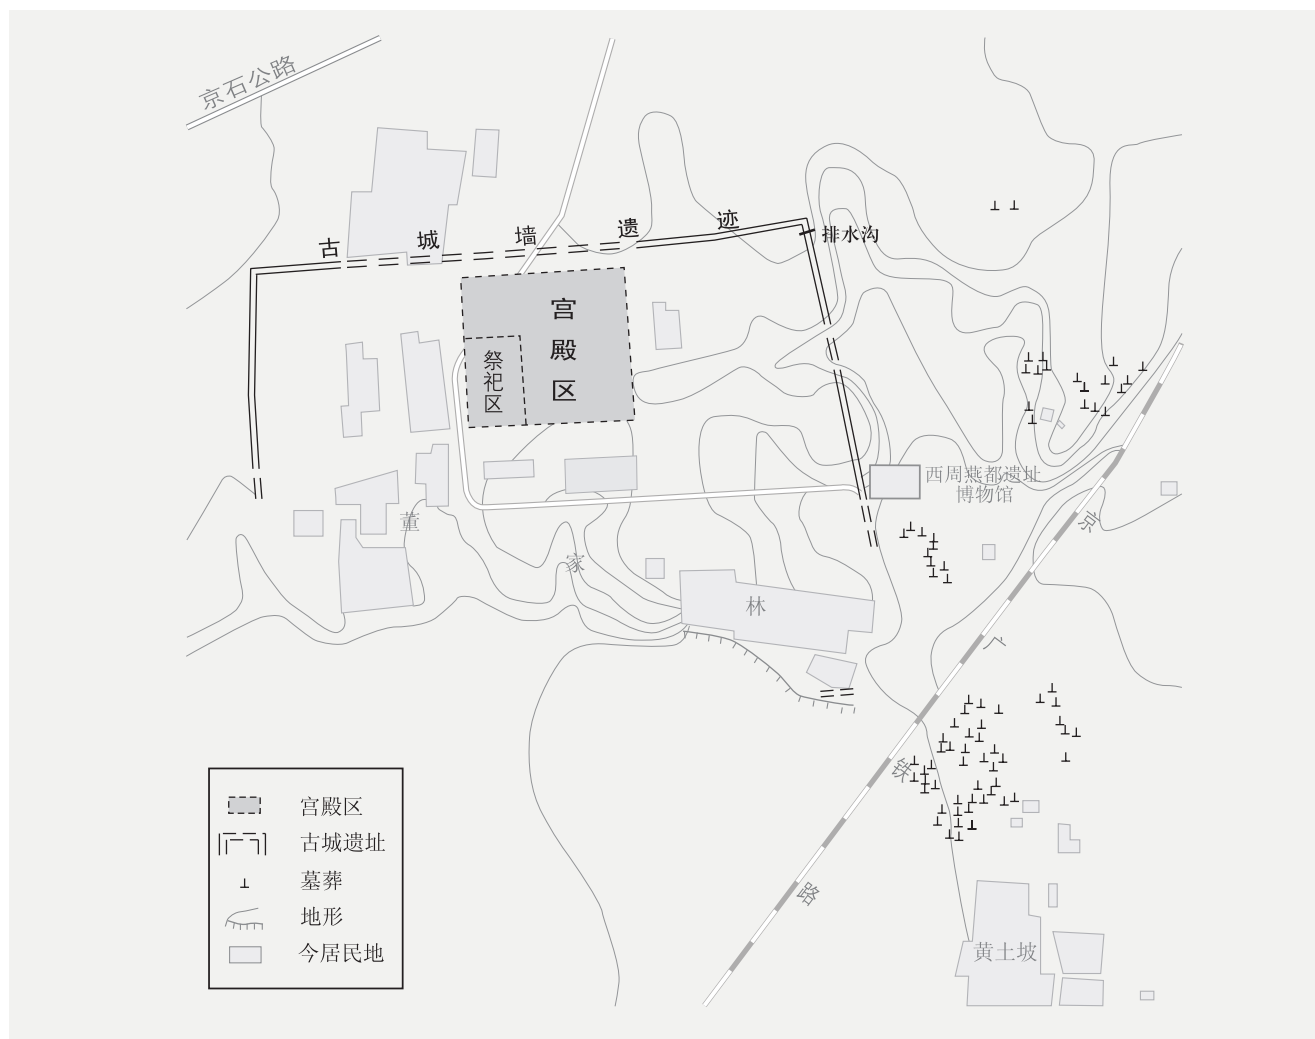 京石公路
古城墙遗迹
排水沟
宫殿区
祭祀区
西周燕都遗址
博物馆
董家林
京广铁路
黄土坡
宫殿区
古城遗址
墓葬
地形
今居民地